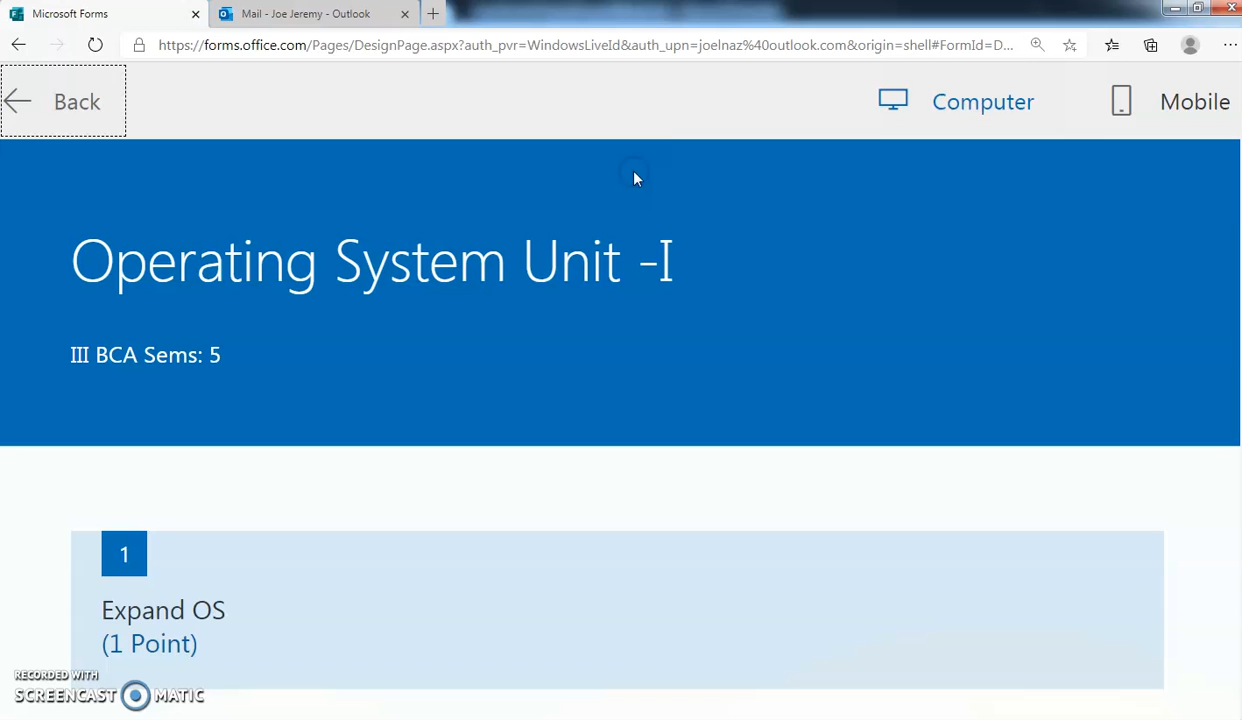 Microsoft Forms
Mail - Joe Jeremy - Outlook
https://forms.office.com/Pages/DesignPage.aspx?auth_pvr=WindowsLiveId&auth_upn=joelnaz%40outlook.com&origin=shell#FormId=D...
Back
Computer
Mobile
Operating System Unit -I
III BCA Sems: 5
1
Expand OS
(1 Point)
RECORDED WITH
SCREENCAST MATIC